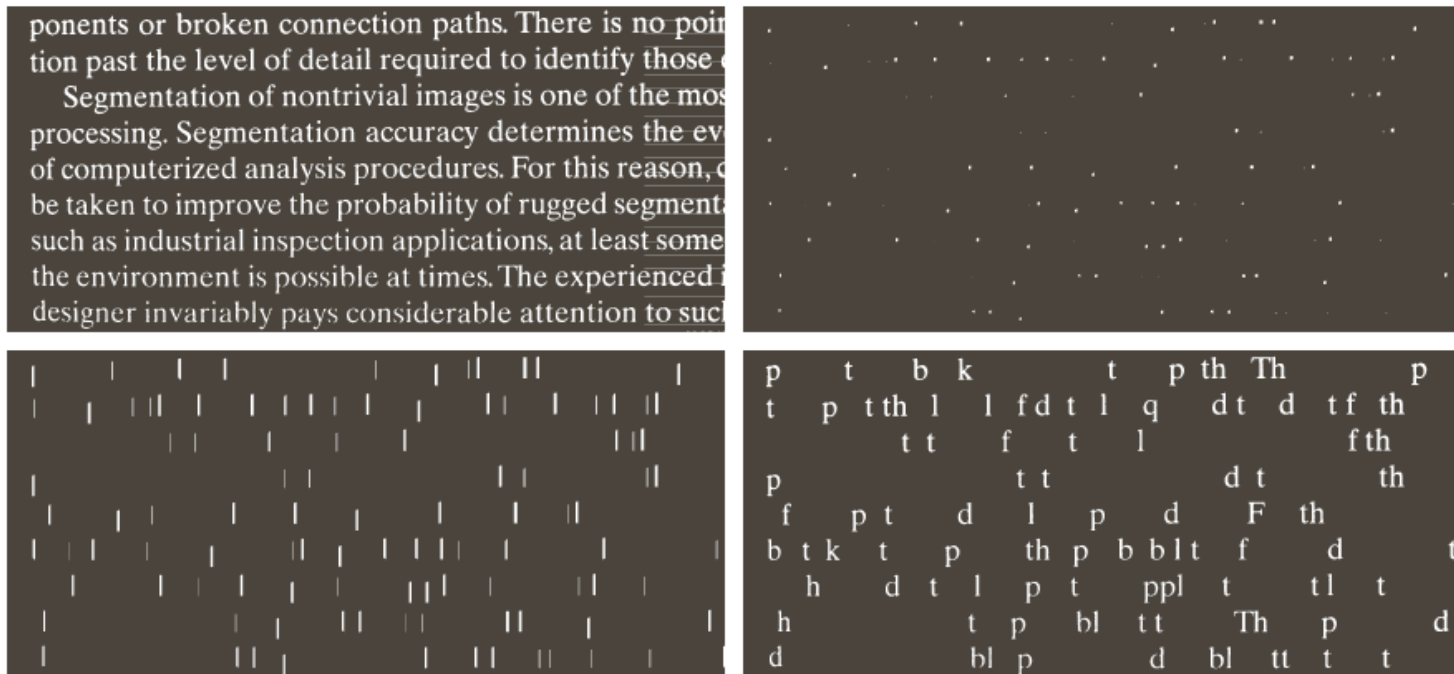 ponents or broken connection paths. There is no poin
tion past the level of detail required to identify those
Segmentation of nontrivial images is one of the mos
processing. Segmentation accuracy determines the ev
of computerized analysis procedures. For this reason, c
be taken to improve the probability of rugged segmenta
such as industrial inspection applications, at least some
the environment is possible at times. The experienced i
designer invariably pays considerable attention to such
p t b k t p th Th p
t p t th l l f d t l q d t d t f th
t t f t l f th
p t t d t th
f p t d l p d F th
b t k t p th p b b l t f d t
h d t l p t p p l t t l t
h t p bl t t Th p d
d bl p d bl tt t t